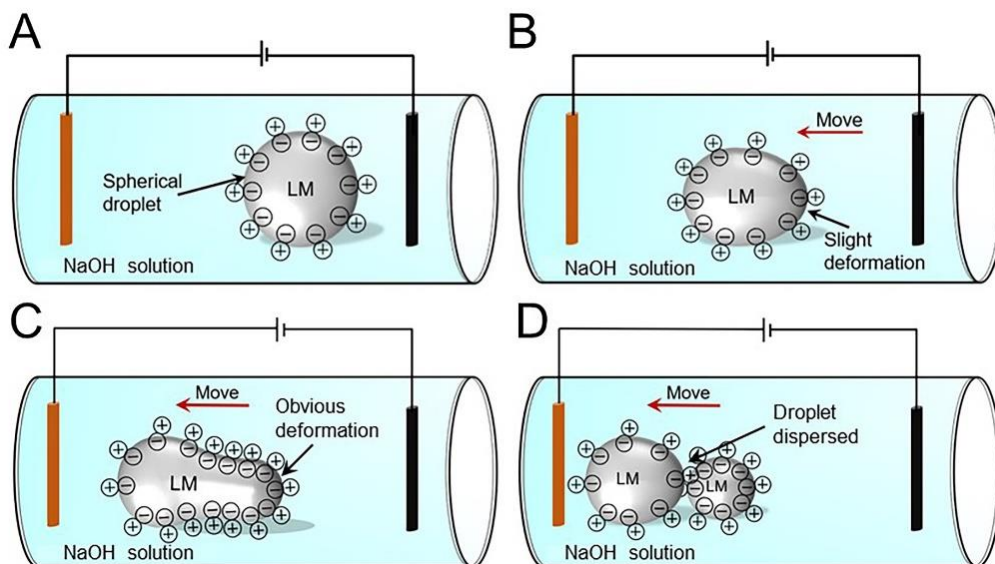 A
Spherical
droplet
LM
NaOH solution
B
Move
LM
Slight
deformation
NaOH solution
C
Move
Obvious
deformation
LM
NaOH solution
D
Move
Droplet
dispersed
LM
LM
NaOH solution